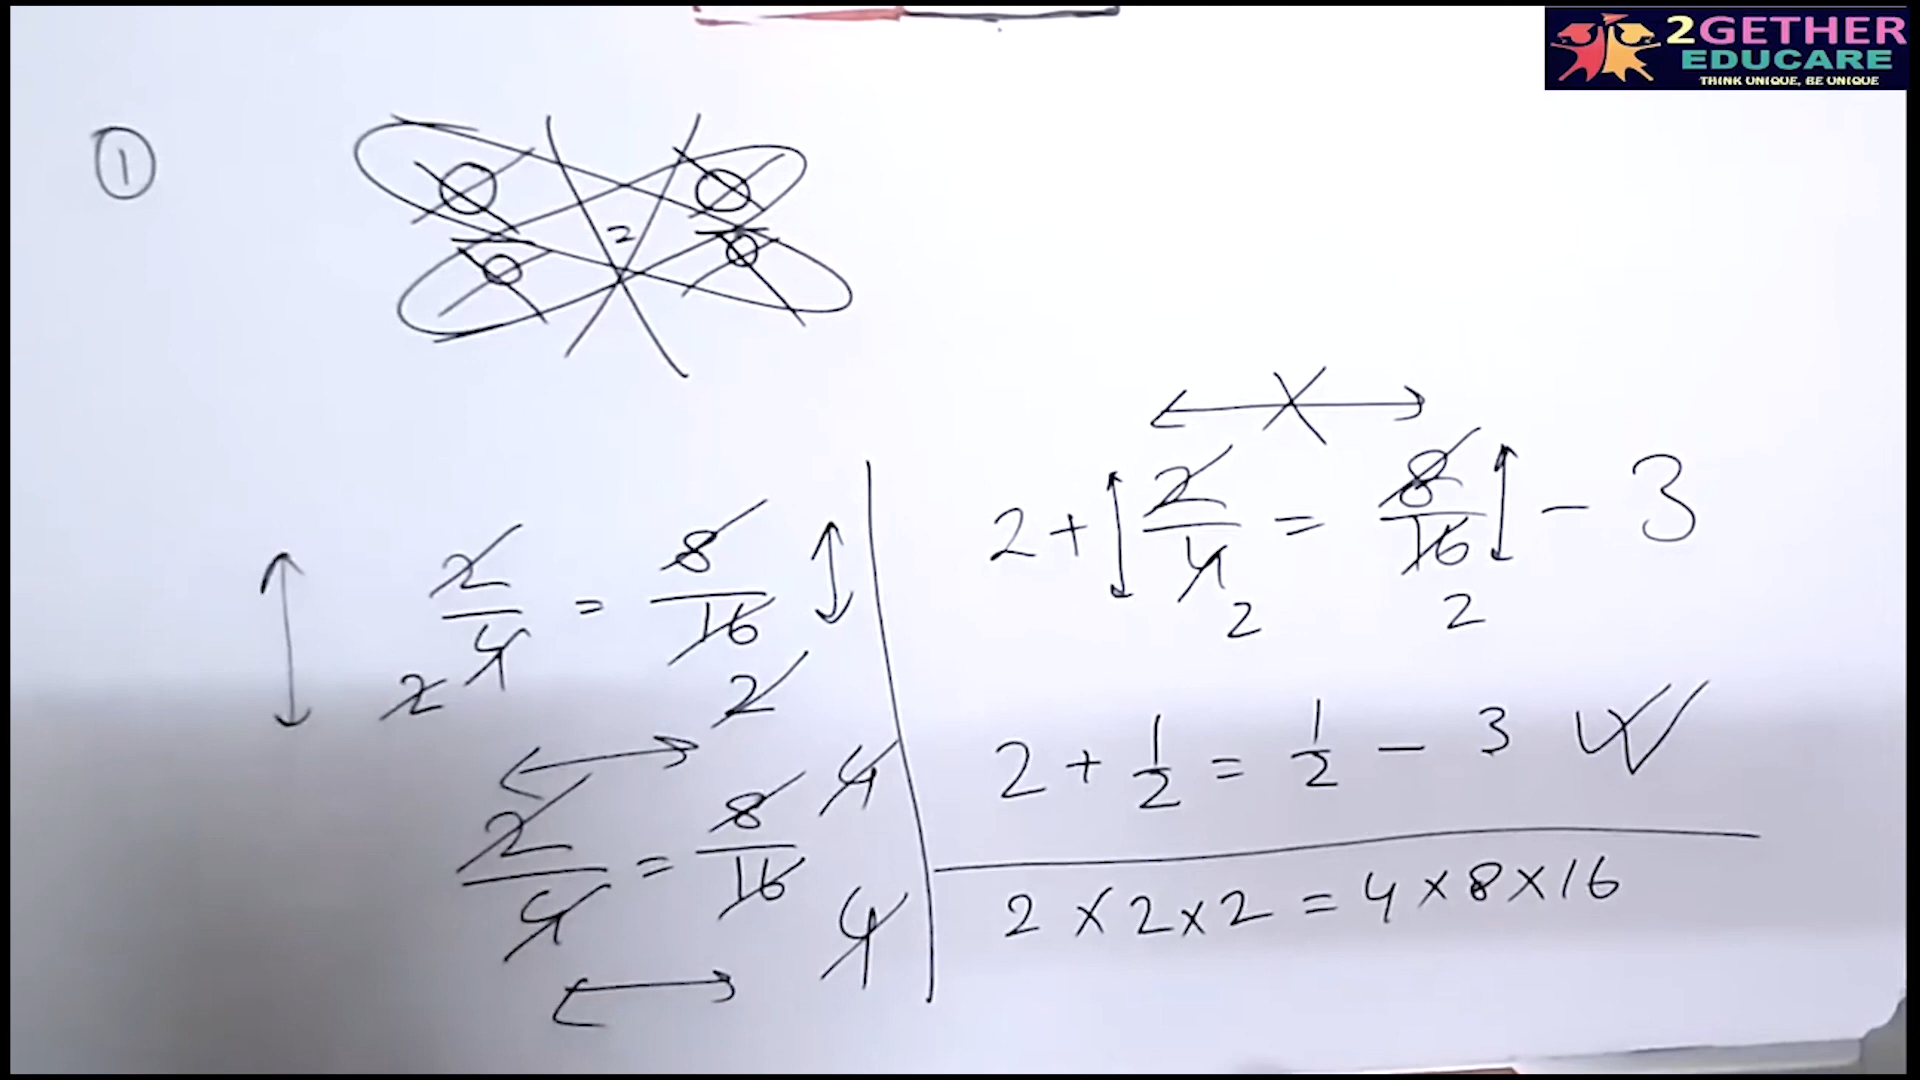 2GETHER
EDUCARE
THINK UNIQUE, BE UNIQUE
1
2
2/4 = 8/16
2 2
2/4 = 8/16 4
4
2 + 2/4 = 8/16 - 3
2 2
2 + 1/2 = 1/2 - 3
2 × 2 × 2 = 4 × 8 × 16